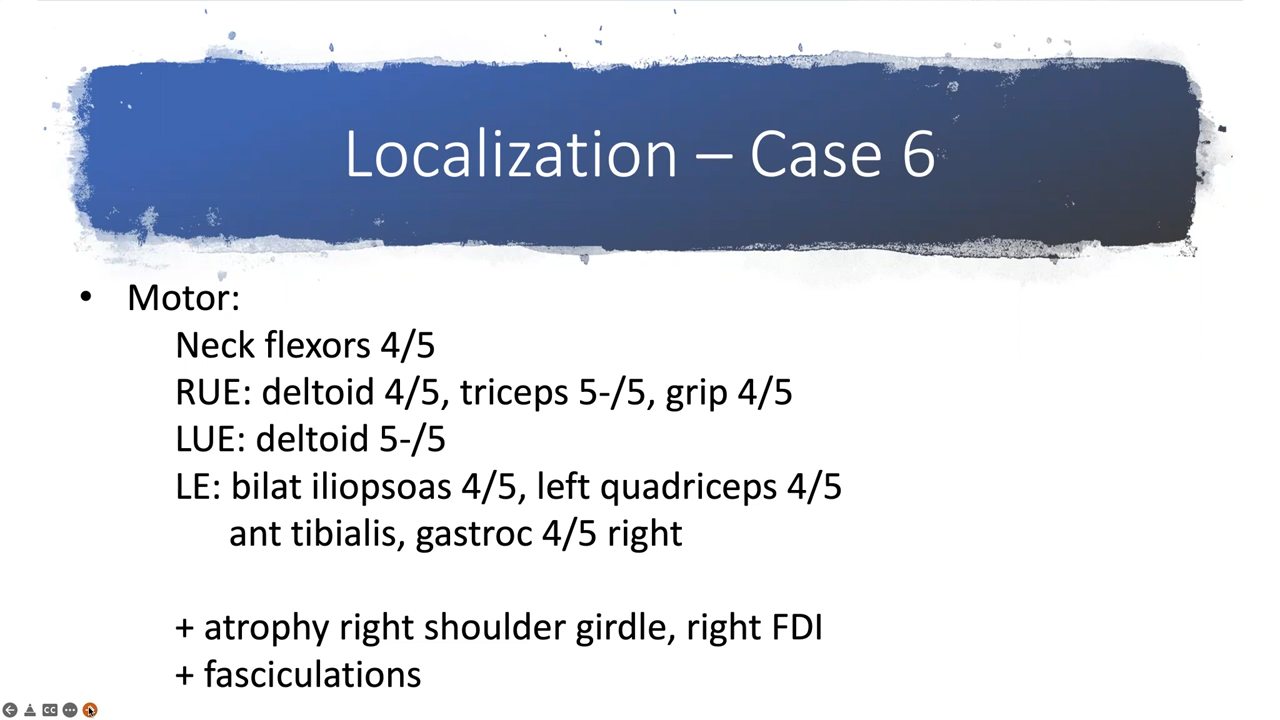 Localization – Case 6
• Motor:
Neck flexors 4/5
RUE: deltoid 4/5, triceps 5-/5, grip 4/5
LUE: deltoid 5-/5
LE: bilat iliopsoas 4/5, left quadriceps 4/5
ant tibialis, gastroc 4/5 right
+ atrophy right shoulder girdle, right FDI
+ fasciculations
CC